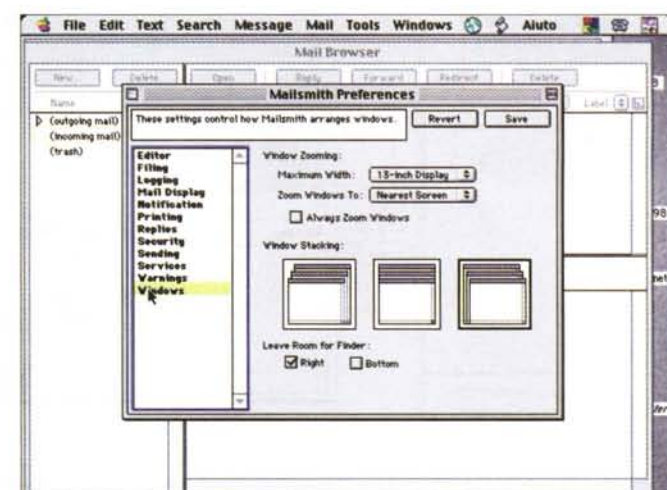 File Edit Text Search Message Mail Tools Windows Aiuto
Mail Browser
New... Delete Open Reply Forward Redirect Delete
Name
Label
(outgoing mail)
(incoming mail)
(trash)
Mailsmith Preferences
These settings control how Mailsmith arranges windows.
Revert
Save
Editor
Filing
Logging
Mail Display
Notification
Printing
Replies
Security
Sending
Services
Warnings
Windows
Window Zooming:
Maximum Width: 13-inch Display
Zoom Windows To: Nearest Screen
Always Zoom Windows
Window Stacking:
Leave Room for Finder:
Right
Bottom
98
net